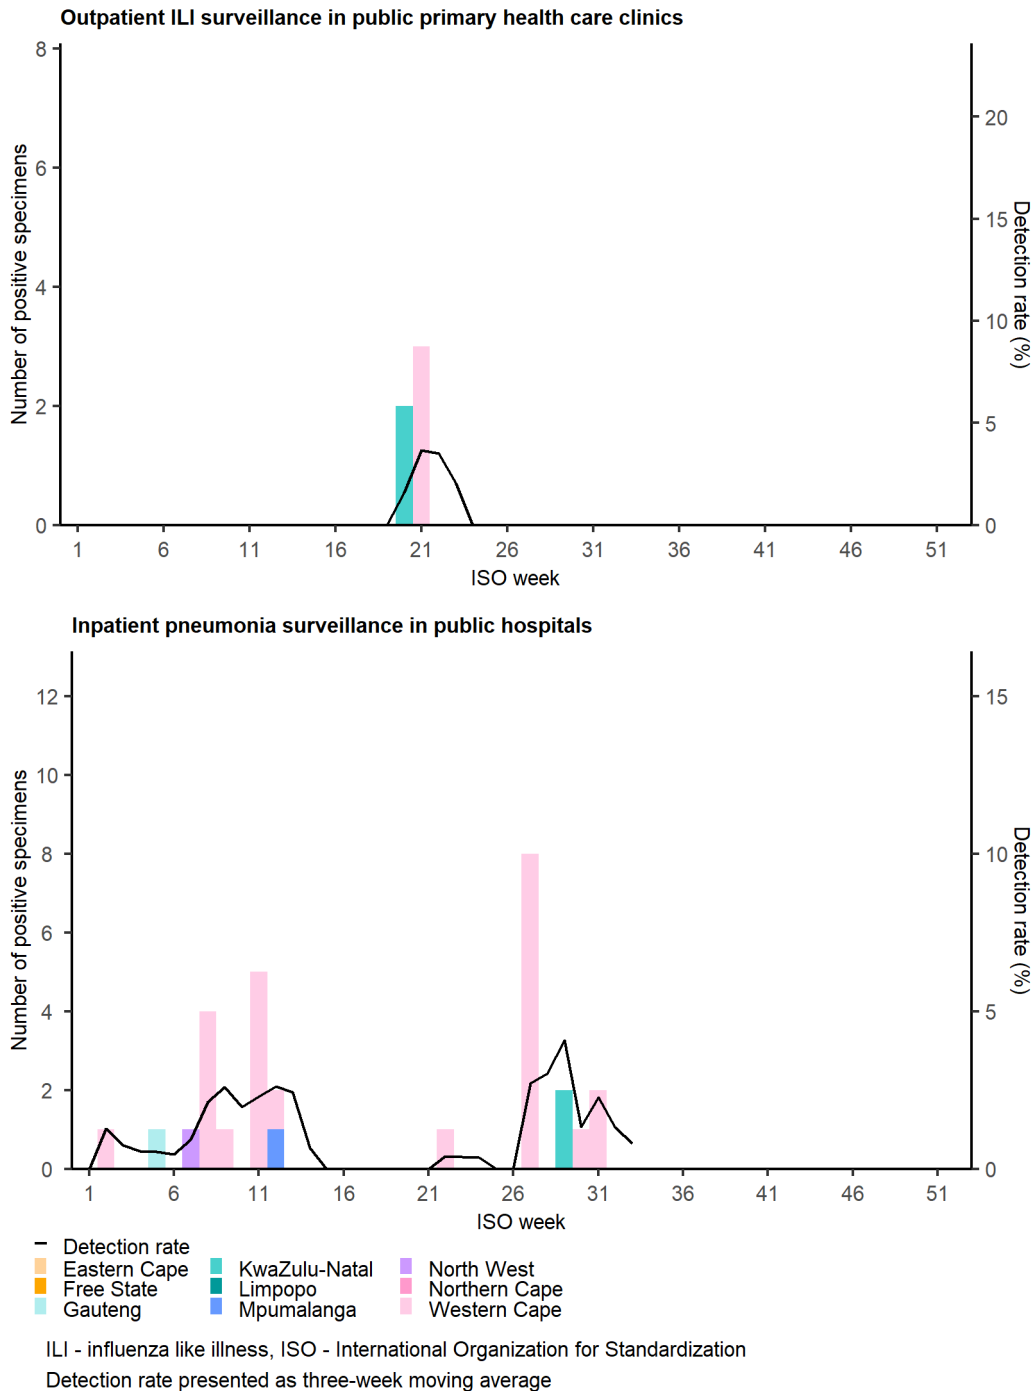 Outpatient ILI surveillance in public primary health care clinics
8
6
4
2
0
Number of positive specimens
20
15
10
5
0
Detection rate (%)
1 6 11 16 21 26 31 36 41 46 51
ISO week
Inpatient pneumonia surveillance in public hospitals
12
10
8
6
4
2
0
Number of positive specimens
15
10
5
0
Detection rate (%)
1 6 11 16 21 26 31 36 41 46 51
ISO week
Detection rate
Eastern Cape KwaZulu-Natal North West
Free State Limpopo Northern Cape
Gauteng Mpumalanga Western Cape
ILI - influenza like illness, ISO - International Organization for Standardization
Detection rate presented as three-week moving average